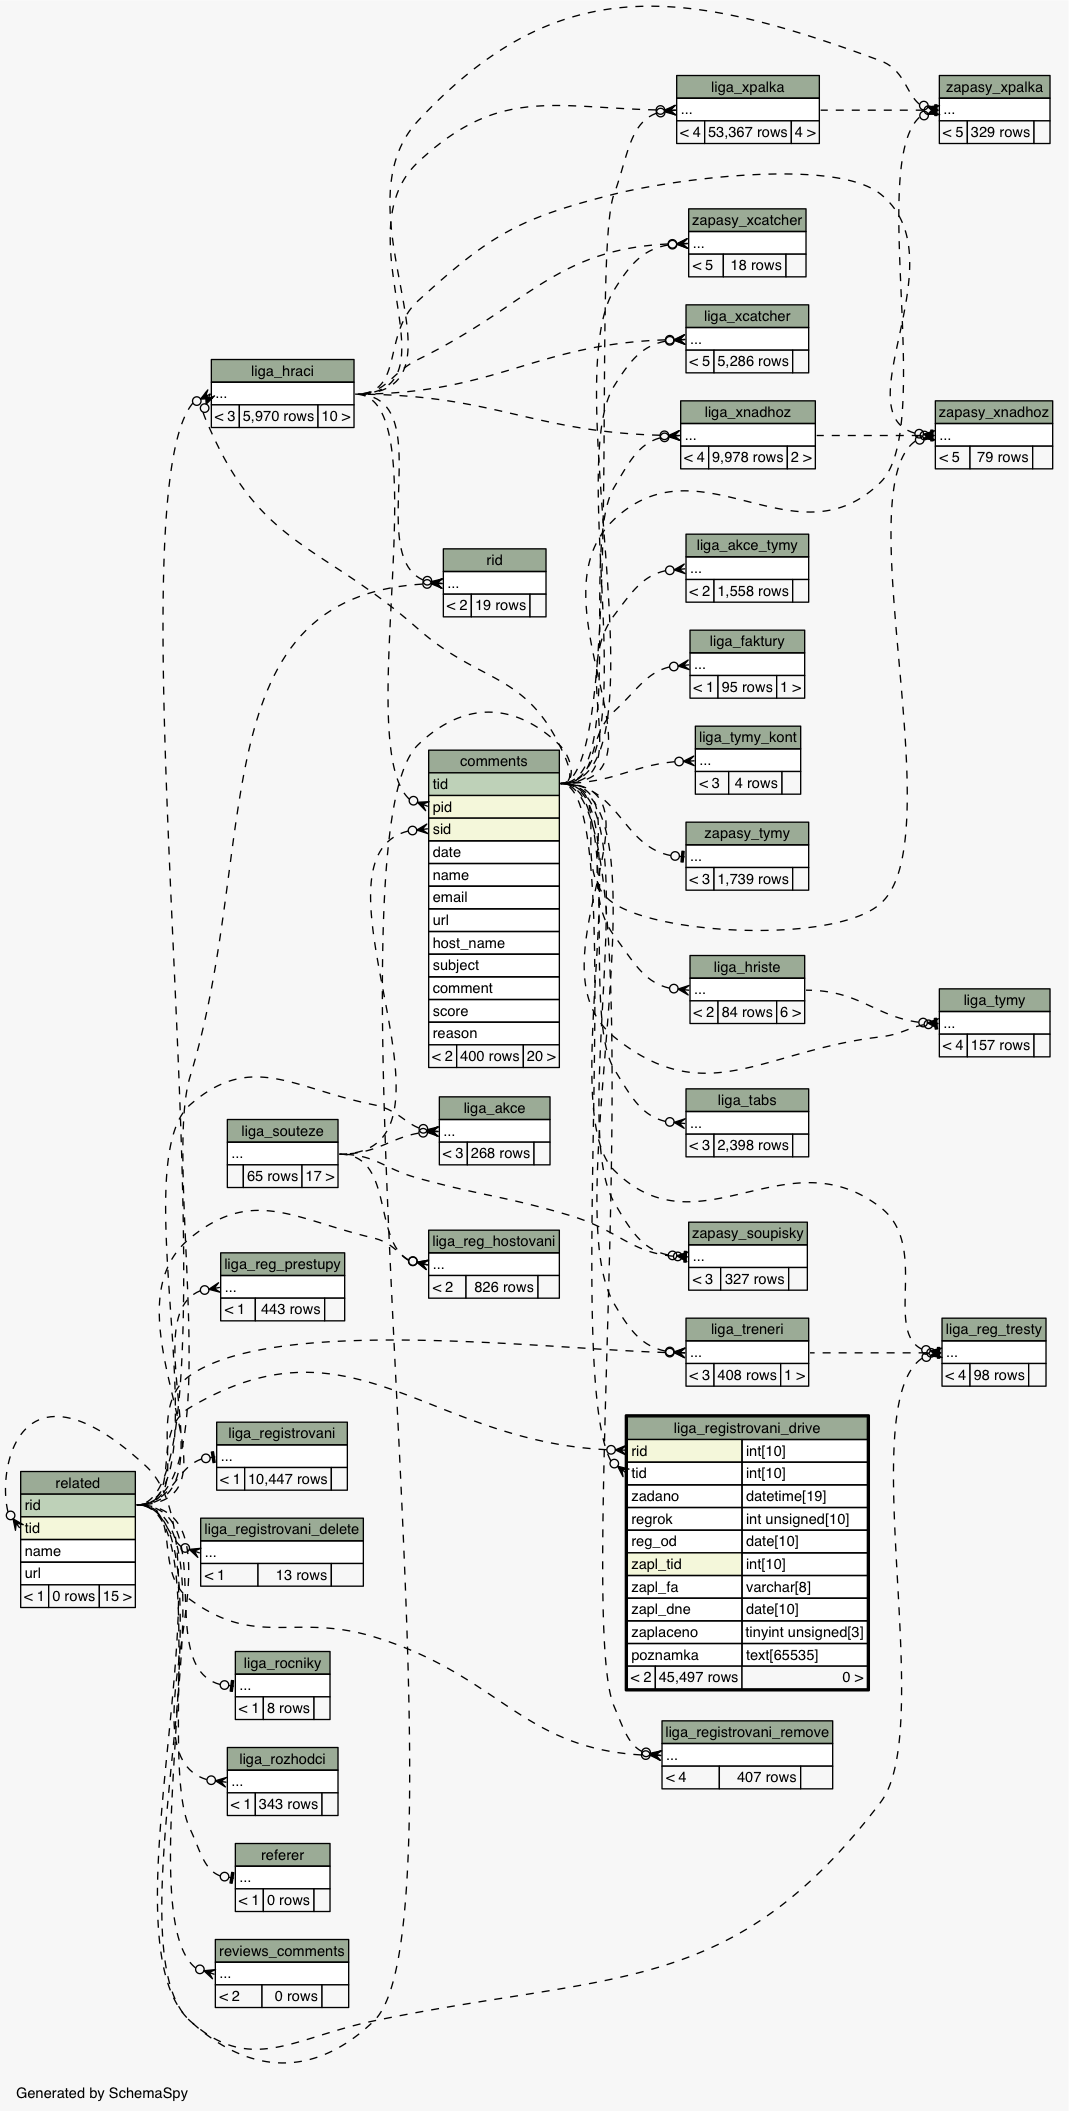 liga_xpalka
...
< 4 53,367 rows 4 >
zapasy_xpalka
...
< 5 329 rows
zapasy_xcatcher
...
< 5 18 rows
liga_xcatcher
...
< 5 5,286 rows
liga_hraci
...
< 3 5,970 rows 10 >
liga_xnadhoz
...
< 4 9,978 rows 2 >
zapasy_xnadhoz
...
< 5 79 rows
rid
...
< 2 19 rows
liga_akce_tymy
...
< 2 1,558 rows
liga_faktury
...
< 1 95 rows 1 >
liga_tymy_kont
...
< 3 4 rows
comments
tid
pid
sid
date
name
email
url
host_name
subject
comment
score
reason
< 2 400 rows 20 >
zapasy_tymy
...
< 3 1,739 rows
liga_hriste
...
< 2 84 rows 6 >
liga_tymy
...
< 4 157 rows
liga_tabs
...
< 3 2,398 rows
liga_akce
...
< 3 268 rows
liga_souteze
...
65 rows 17 >
zapasy_soupisky
...
< 3 327 rows
liga_reg_hostovani
...
< 2 826 rows
liga_reg_prestupy
...
< 1 443 rows
liga_treneri
...
< 3 408 rows 1 >
liga_reg_tresty
...
< 4 98 rows
liga_registrovani_drive
rid int[10]
tid int[10]
zadano datetime[19]
regrok int unsigned[10]
reg_od date[10]
zapl_tid int[10]
zapl_fa varchar[8]
zapl_dne date[10]
zaplaceno tinyint unsigned[3]
poznamka text[65535]
< 2 45,497 rows 0 >
liga_registrovani
...
< 1 10,447 rows
related
rid
tid
name
url
< 1 0 rows 15 >
liga_registrovani_delete
...
< 1 13 rows
liga_rocniky
...
< 1 8 rows
liga_registrovani_remove
...
< 4 407 rows
liga_rozhodci
...
< 1 343 rows
referer
...
< 1 0 rows
reviews_comments
...
< 2 0 rows
Generated by SchemaSpy